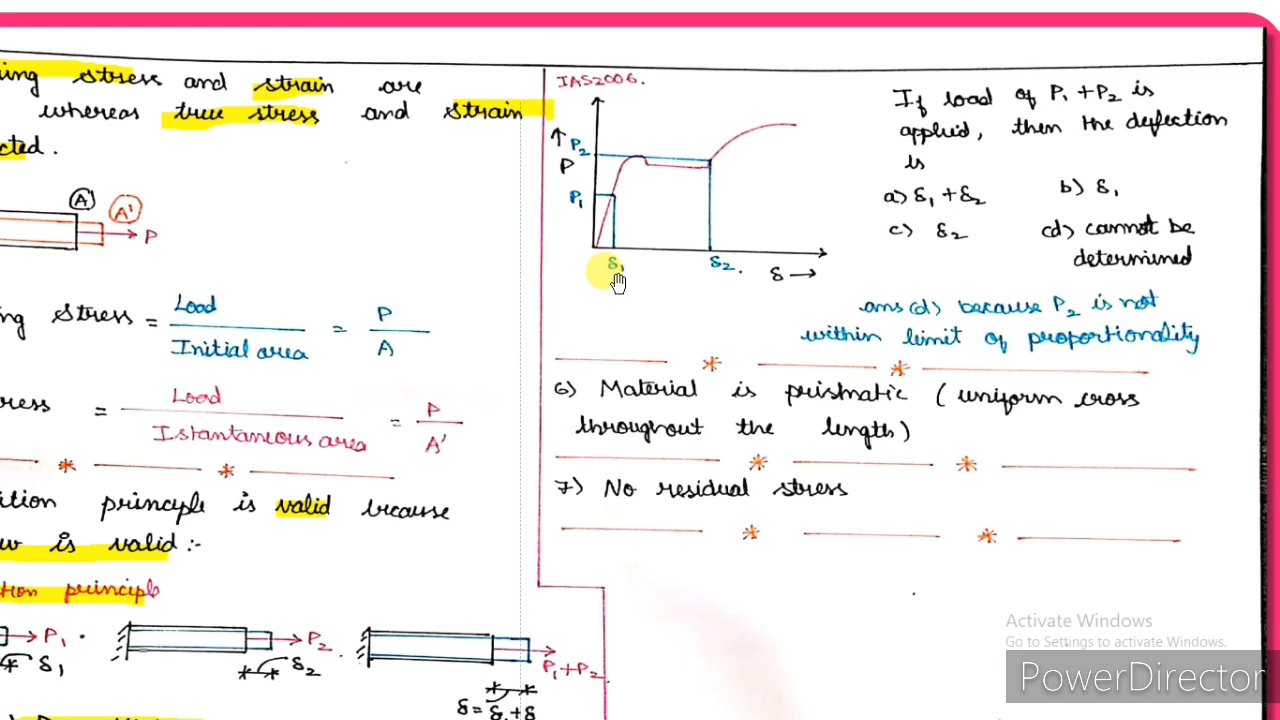 ing stress and strain are
whereas true stress and strain
cted.
A A' P
ng stress = Load / Initial area = P / A
ress = Load / Istantaneous area = P / A'
ition principle is valid because
w is valid :-
tion principle
P₁ . P₂ . P₁+P₂
δ₁ δ₂
δ = δ₁+δ
IAS2006.
P₂
P
P₁
δ₁ δ₂. δ →
If load of P₁ + P₂ is
applied, then the deflection
is
a) δ₁ + δ₂ b) δ₁
c) δ₂ (d) cannot be
determined
ans(d) because P₂ is not
within limit of proportionality
6) Material is prismatic (uniform cross
throughout the length)
7) No residual stress
Activate Windows
Go to Settings to activate Windows.
PowerDirector